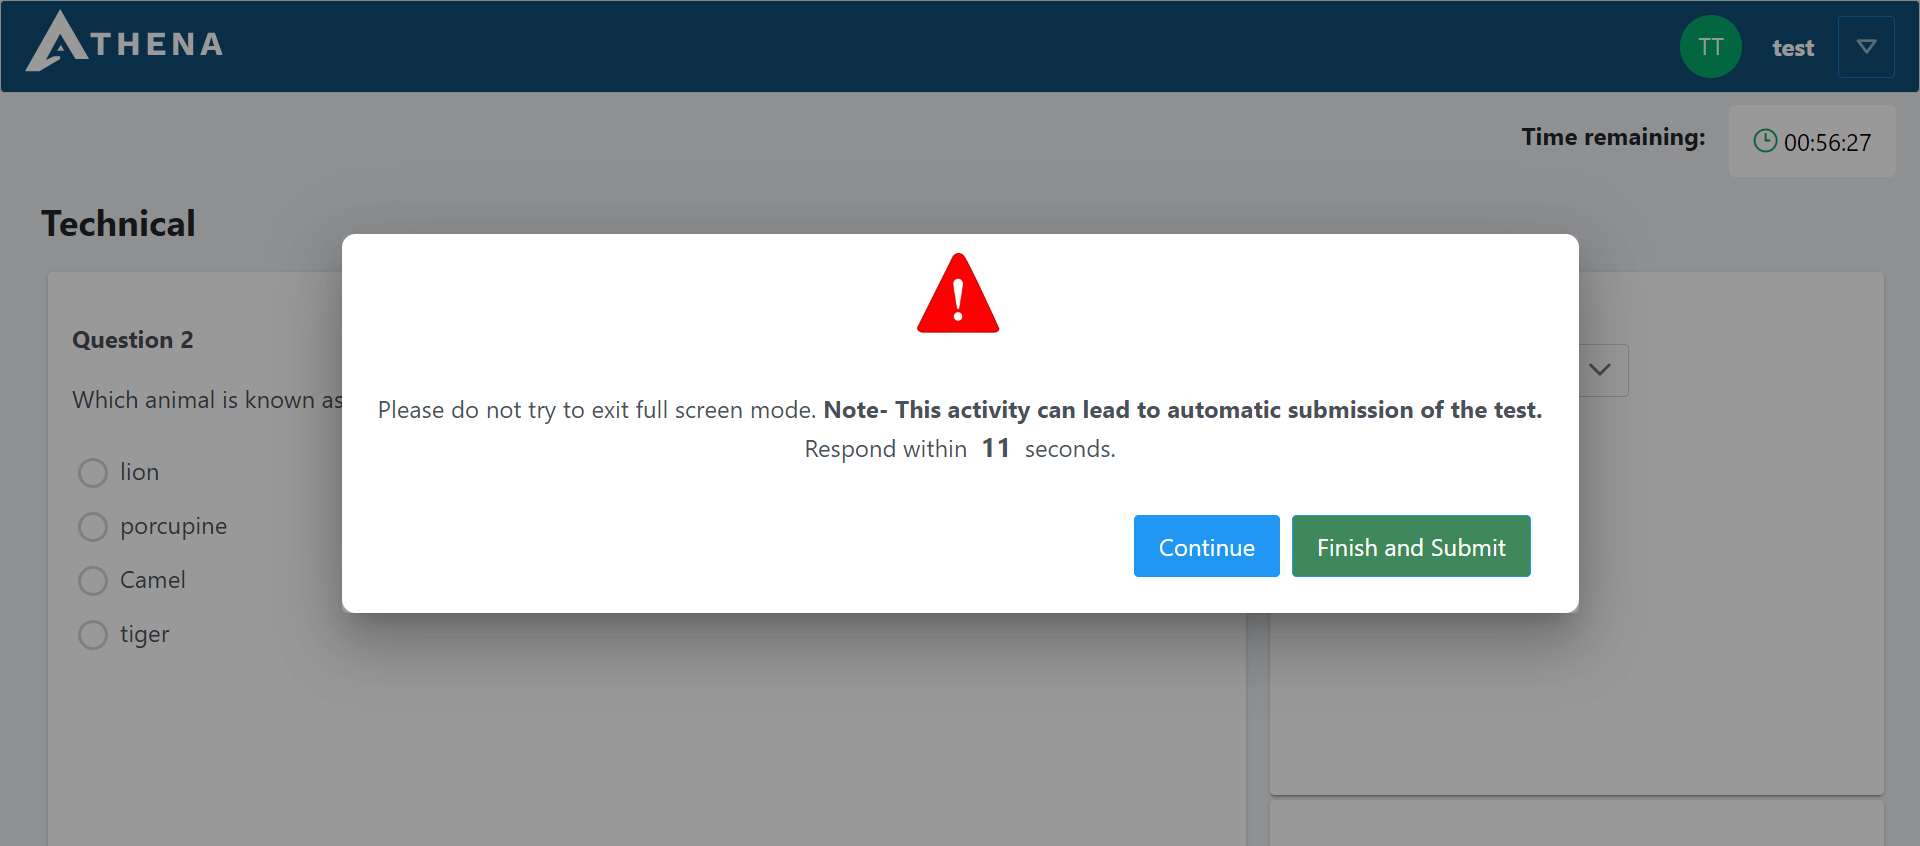 ATHENA
TT
test
Time remaining:
00:56:27
Technical
Question 2
Which animal is known as
lion
porcupine
Camel
tiger
Please do not try to exit full screen mode. Note- This activity can lead to automatic submission of the test.
Respond within 11 seconds.
Continue
Finish and Submit